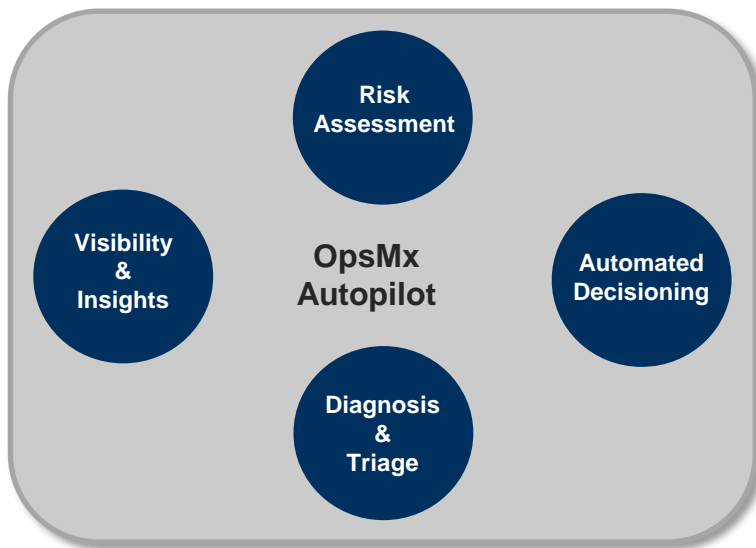 Risk
Assessment
Visibility
&
Insights
OpsMx
Autopilot
Automated
Decisioning
Diagnosis
&
Triage